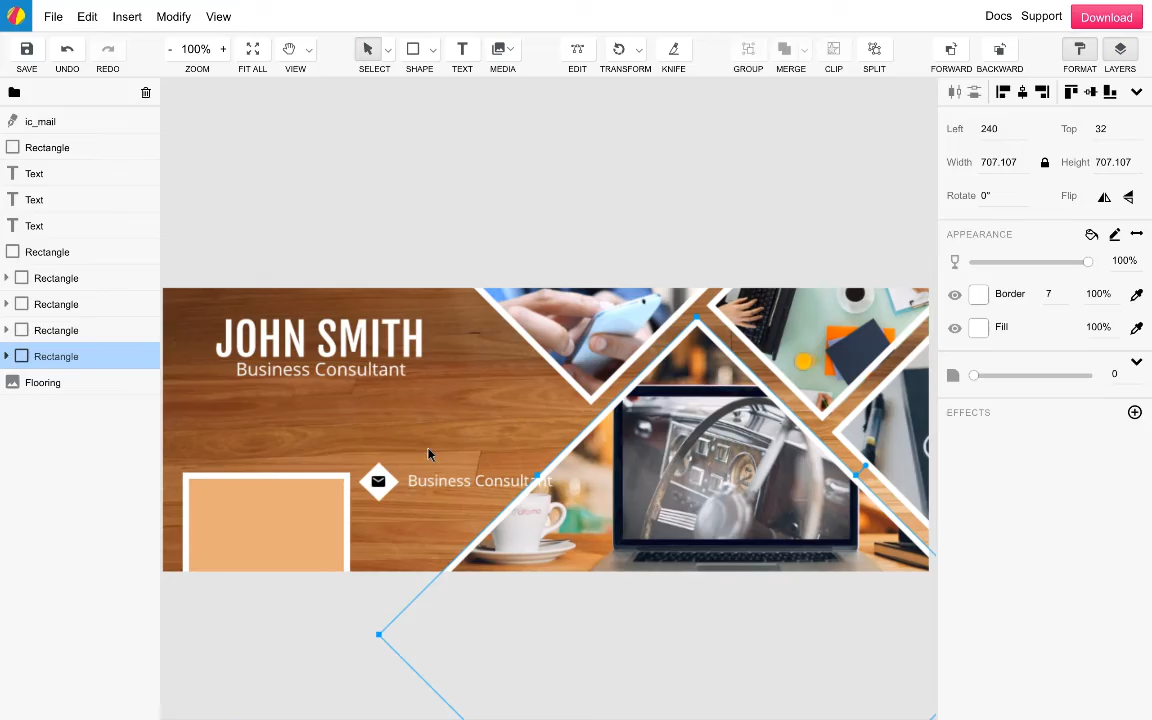 File Edit Insert Modify View Docs Support Download
- 100% +
SAVE UNDO REDO ZOOM FIT ALL VIEW SELECT SHAPE TEXT MEDIA EDIT TRANSFORM KNIFE GROUP MERGE CLIP SPLIT FORWARD BACKWARD FORMAT LAYERS
ic_mail
Rectangle
Text
Text
Text
Rectangle
Rectangle
Rectangle
Rectangle
Rectangle
Flooring
JOHN SMITH
Business Consultant
Business Consultant
Left 240 Top 32
Width 707.107 Height 707.107
Rotate 0° Flip
APPEARANCE
100%
Border 7 100%
Fill 100%
0
EFFECTS